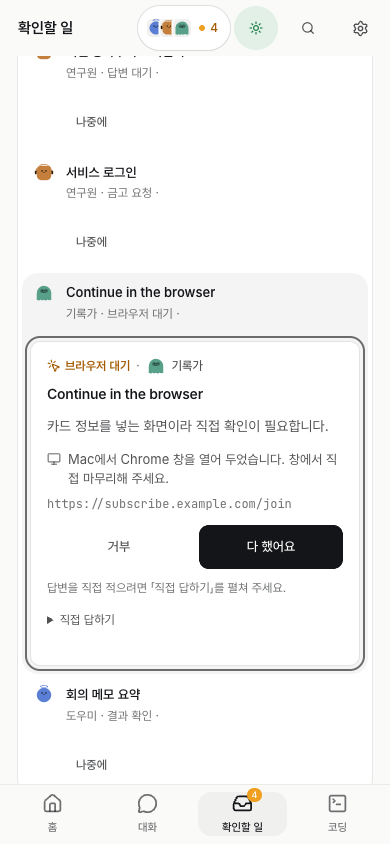 확인할 일
4
연구원 · 답변 대기 ·
나중에
서비스 로그인
연구원 · 금고 요청 ·
나중에
Continue in the browser
기록가 · 브라우저 대기 ·
브라우저 대기 · 기록가
Continue in the browser
카드 정보를 넣는 화면이라 직접 확인이 필요합니다.
Mac에서 Chrome 창을 열어 두었습니다. 창에서 직
접 마무리해 주세요.
https://subscribe.example.com/join
거부
다 했어요
답변을 직접 적으려면 「직접 답하기」를 펼쳐 주세요.
▶ 직접 답하기
회의 메모 요약
도우미 · 결과 확인 ·
나중에
4
홈
대화
확인할 일
코딩